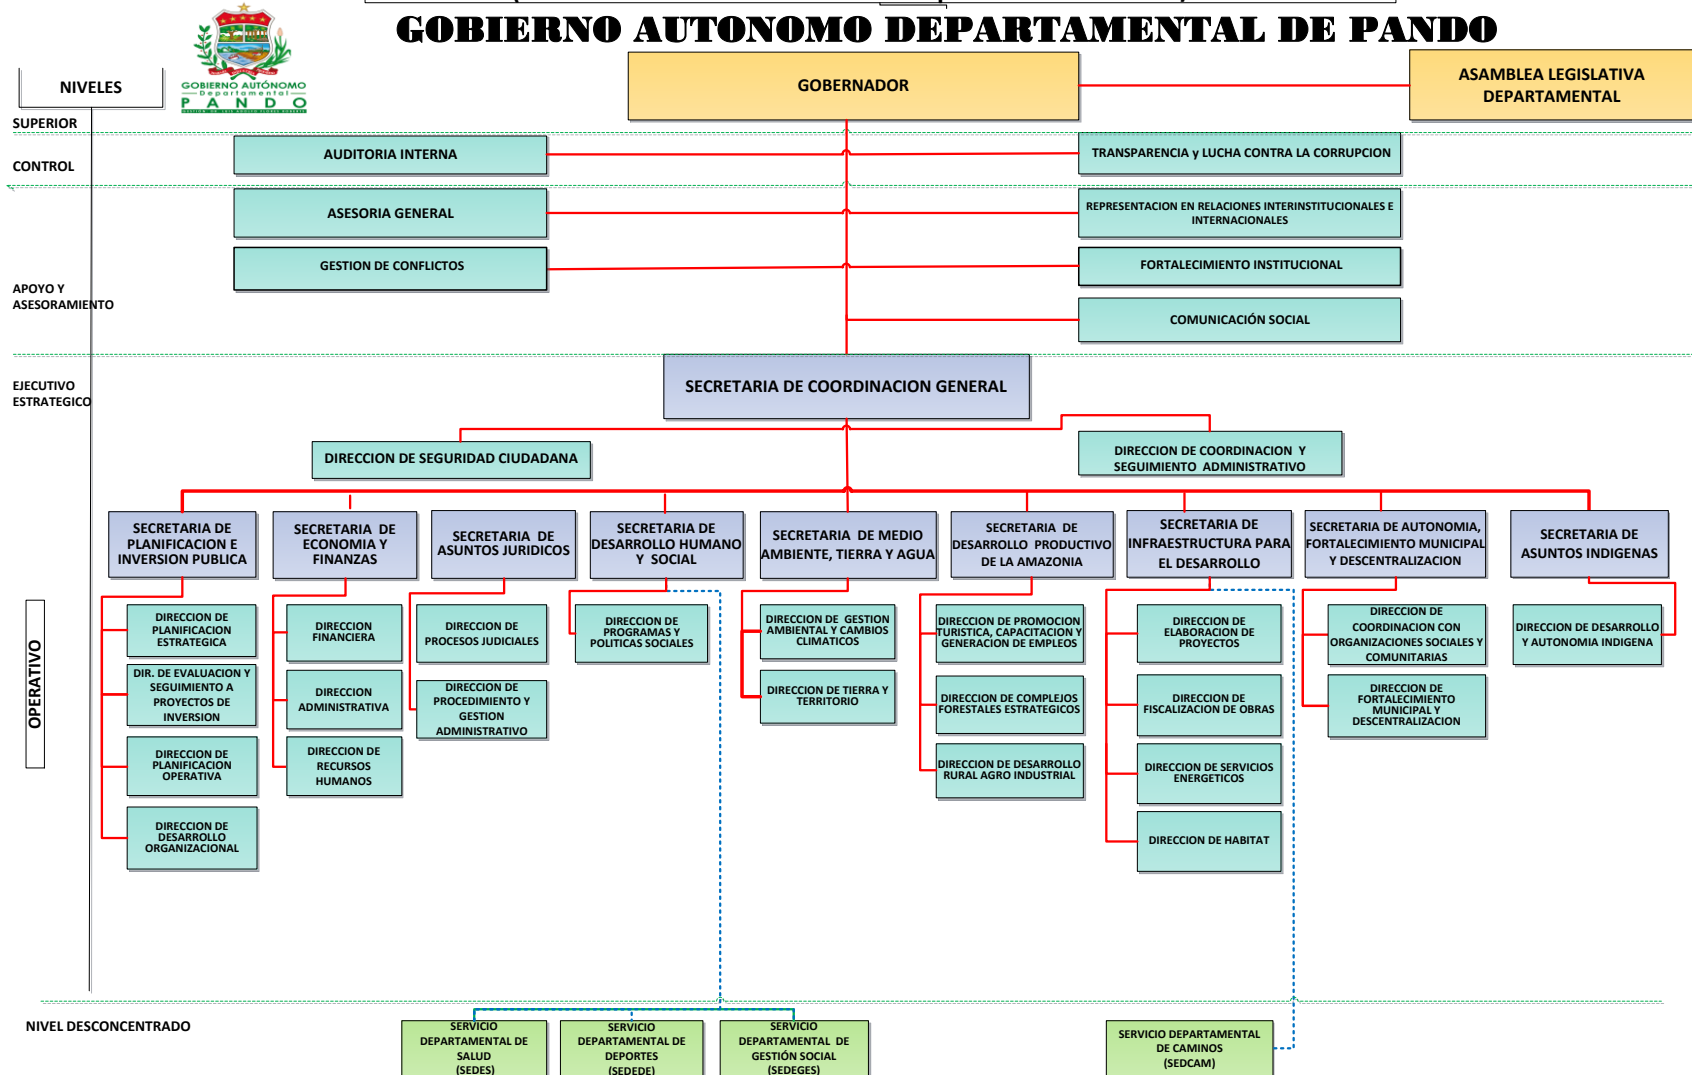 GOBIERNO AUTONOMO DEPARTAMENTAL DE PANDO
GOBIERNO AUTÓNOMO
Departamental
PANDO
NIVELES
GOBERNADOR
ASAMBLEA LEGISLATIVA
DEPARTAMENTAL
SUPERIOR
CONTROL
AUDITORIA INTERNA
TRANSPARENCIA y LUCHA CONTRA LA CORRUPCION
ASESORIA GENERAL
REPRESENTACION EN RELACIONES INTERINSTITUCIONALES E
INTERNACIONALES
GESTION DE CONFLICTOS
FORTALECIMIENTO INSTITUCIONAL
APOYO Y
ASESORAMIENTO
COMUNICACIÓN SOCIAL
EJECUTIVO
ESTRATEGICO
SECRETARIA DE COORDINACION GENERAL
DIRECCION DE SEGURIDAD CIUDADANA
DIRECCION DE COORDINACION Y
SEGUIMIENTO ADMINISTRATIVO
SECRETARIA DE
PLANIFICACION E
INVERSION PUBLICA
SECRETARIA DE
ECONOMIA Y
FINANZAS
SECRETARIA DE
ASUNTOS JURIDICOS
SECRETARIA DE
DESARROLLO HUMANO
Y SOCIAL
SECRETARIA DE MEDIO
AMBIENTE, TIERRA Y AGUA
SECRETARIA DE
DESARROLLO PRODUCTIVO
DE LA AMAZONIA
SECRETARIA DE
INFRAESTRUCTURA PARA
EL DESARROLLO
SECRETARIA DE AUTONOMIA,
FORTALECIMIENTO MUNICIPAL
Y DESCENTRALIZACION
SECRETARIA DE
ASUNTOS INDIGENAS
OPERATIVO
DIRECCION DE
PLANIFICACION
ESTRATEGICA
DIR. DE EVALUACION Y
SEGUIMIENTO A
PROYECTOS DE
INVERSION
DIRECCION DE
PLANIFICACION
OPERATIVA
DIRECCION DE
DESARROLLO
ORGANIZACIONAL
DIRECCION
FINANCIERA
DIRECCION
ADMINISTRATIVA
DIRECCION DE
RECURSOS
HUMANOS
DIRECCION DE
PROCESOS JUDICIALES
DIRECCION DE
PROCEDIMIENTO Y
GESTION
ADMINISTRATIVO
DIRECCION DE
PROGRAMAS Y
POLITICAS SOCIALES
DIRECCION DE GESTION
AMBIENTAL Y CAMBIOS
CLIMATICOS
DIRECCION DE TIERRA Y
TERRITORIO
DIRECCION DE PROMOCION
TURISTICA, CAPACITACION Y
GENERACION DE EMPLEOS
DIRECCION DE COMPLEJOS
FORESTALES ESTRATEGICOS
DIRECCION DE DESARROLLO
RURAL AGRO INDUSTRIAL
DIRECCION DE
ELABORACION DE
PROYECTOS
DIRECCION DE
FISCALIZACION DE OBRAS
DIRECCION DE SERVICIOS
ENERGETICOS
DIRECCION DE HABITAT
DIRECCION DE
COORDINACION CON
ORGANIZACIONES SOCIALES Y
COMUNITARIAS
DIRECCION DE
FORTALECIMIENTO
MUNICIPAL Y
DESCENTRALIZACION
DIRECCION DE DESARROLLO
Y AUTONOMIA INDIGENA
NIVEL DESCONCENTRADO
SERVICIO
DEPARTAMENTAL DE
SALUD
(SEDES)
SERVICIO
DEPARTAMENTAL DE
DEPORTES
(SEDEDE)
SERVICIO
DEPARTAMENTAL DE
GESTIÓN SOCIAL
(SEDEGES)
SERVICIO DEPARTAMENTAL
DE CAMINOS
(SEDCAM)